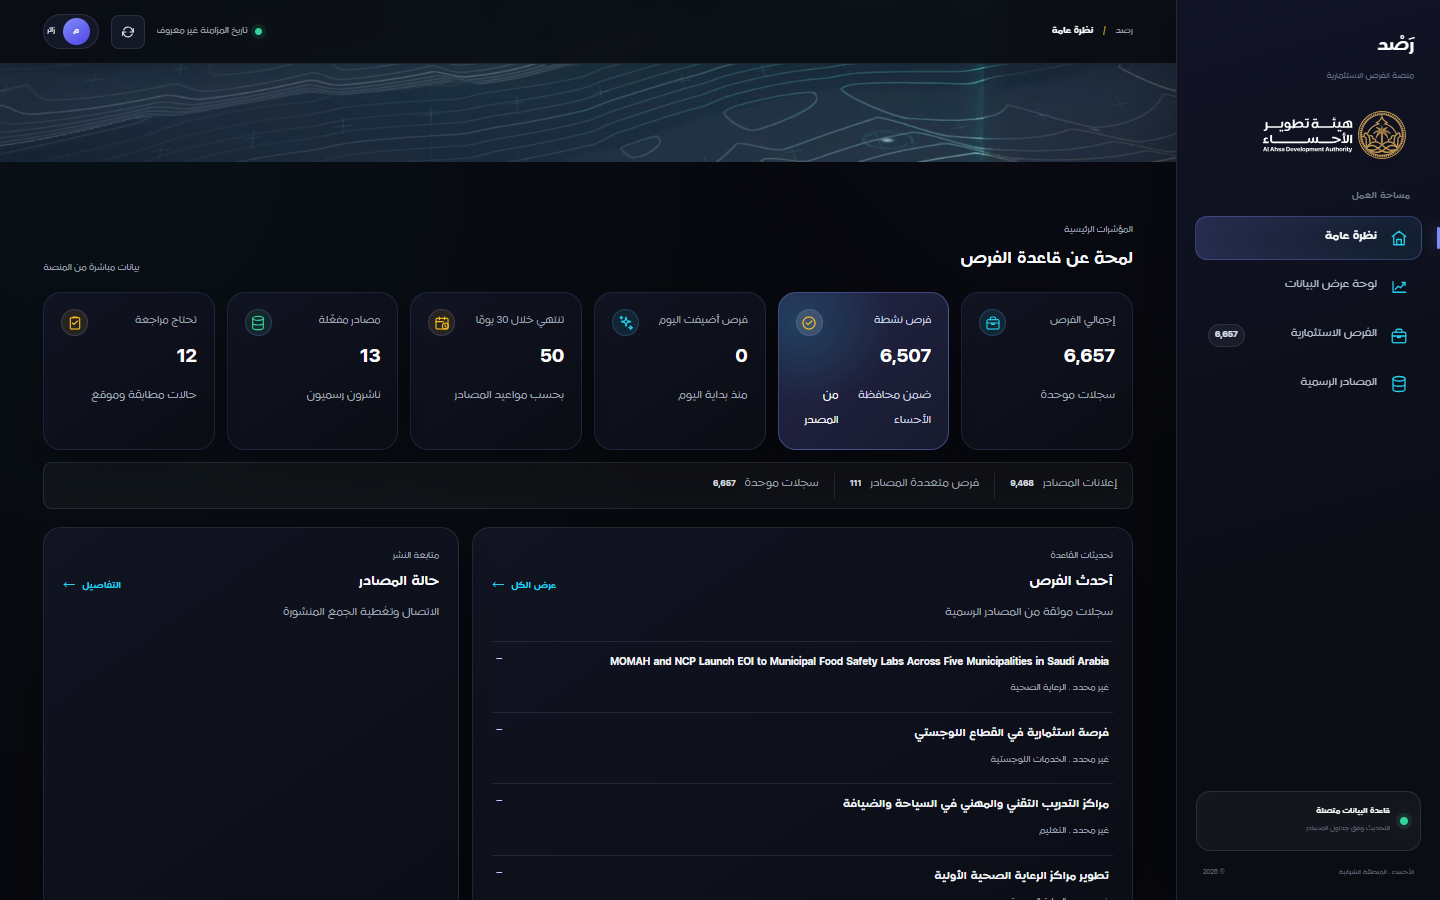 رَصْد
منصة الفرص الاستثمارية
هيئة تطوير
الأحساء
Al Ahsa Development Authority
مساحة العمل
نظرة عامة
لوحة عرض البيانات
الفرص الاستثمارية 6,657
المصادر الرسمية
قاعدة البيانات متصلة
التحديث وفق جداول المصادر
الأحساء . المنطقة الشرقية
© 2026
رصد / نظرة عامة
تاريخ المزامنة غير معروف
م
زائر
المؤشرات الرئيسية
لمحة عن قاعدة الفرص
بيانات مباشرة من المنصة
إجمالي الفرص
6,657
سجلات موحدة
فرص نشطة
6,507
ضمن محافظة الأحساء
من المصدر
فرص أضيفت اليوم
0
منذ بداية اليوم
تنتهي خلال 30 يومًا
50
بحسب مواعيد المصادر
مصادر مفعّلة
13
ناشرون رسميون
تحتاج مراجعة
12
حالات مطابقة وموقع
إعلانات المصادر 9,468
فرص متعددة المصادر 111
سجلات موحدة 6,657
تحديثات القاعدة
أحدث الفرص
عرض الكل ←
سجلات موثقة من المصادر الرسمية
MOMAH and NCP Launch EOI to Municipal Food Safety Labs Across Five Municipalities in Saudi Arabia
–
غير محدد . الرعاية الصحية
فرصة استثمارية في القطاع اللوجستي
–
غير محدد . الخدمات اللوجستية
مراكز التدريب التقني والمهني في السياحة والضيافة
–
غير محدد . التعليم
تطوير مراكز الرعاية الصحية الأولية
–
متابعة النشر
حالة المصادر
التفاصيل ←
الاتصال وتغطية الجمع المنشورة